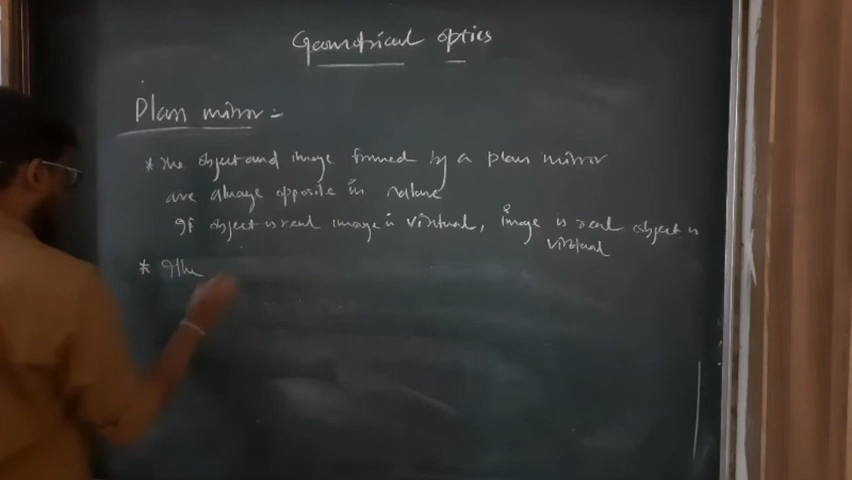 Geometrical optics
Plan mirror :-
* The object and image formed by a plan mirror
are always opposite in nature
If object is real image is virtual, image is real object is
virtual
* If the